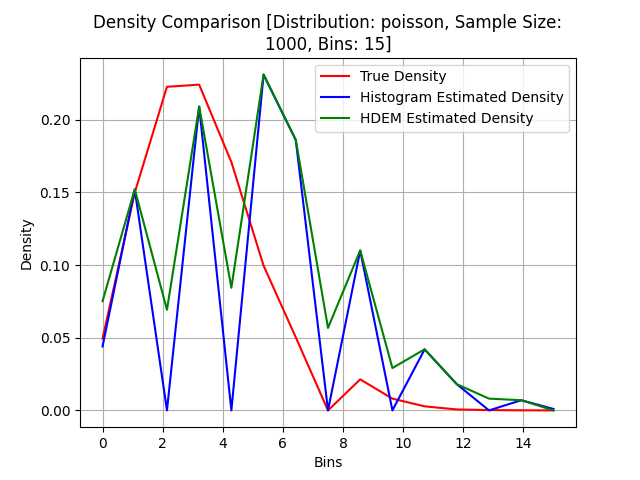 Density Comparison [Distribution: poisson, Sample Size:
1000, Bins: 15]
True Density
Histogram Estimated Density
HDEM Estimated Density
Density
0.20
0.15
0.10
0.05
0.00
0 2 4 6 8 10 12 14
Bins